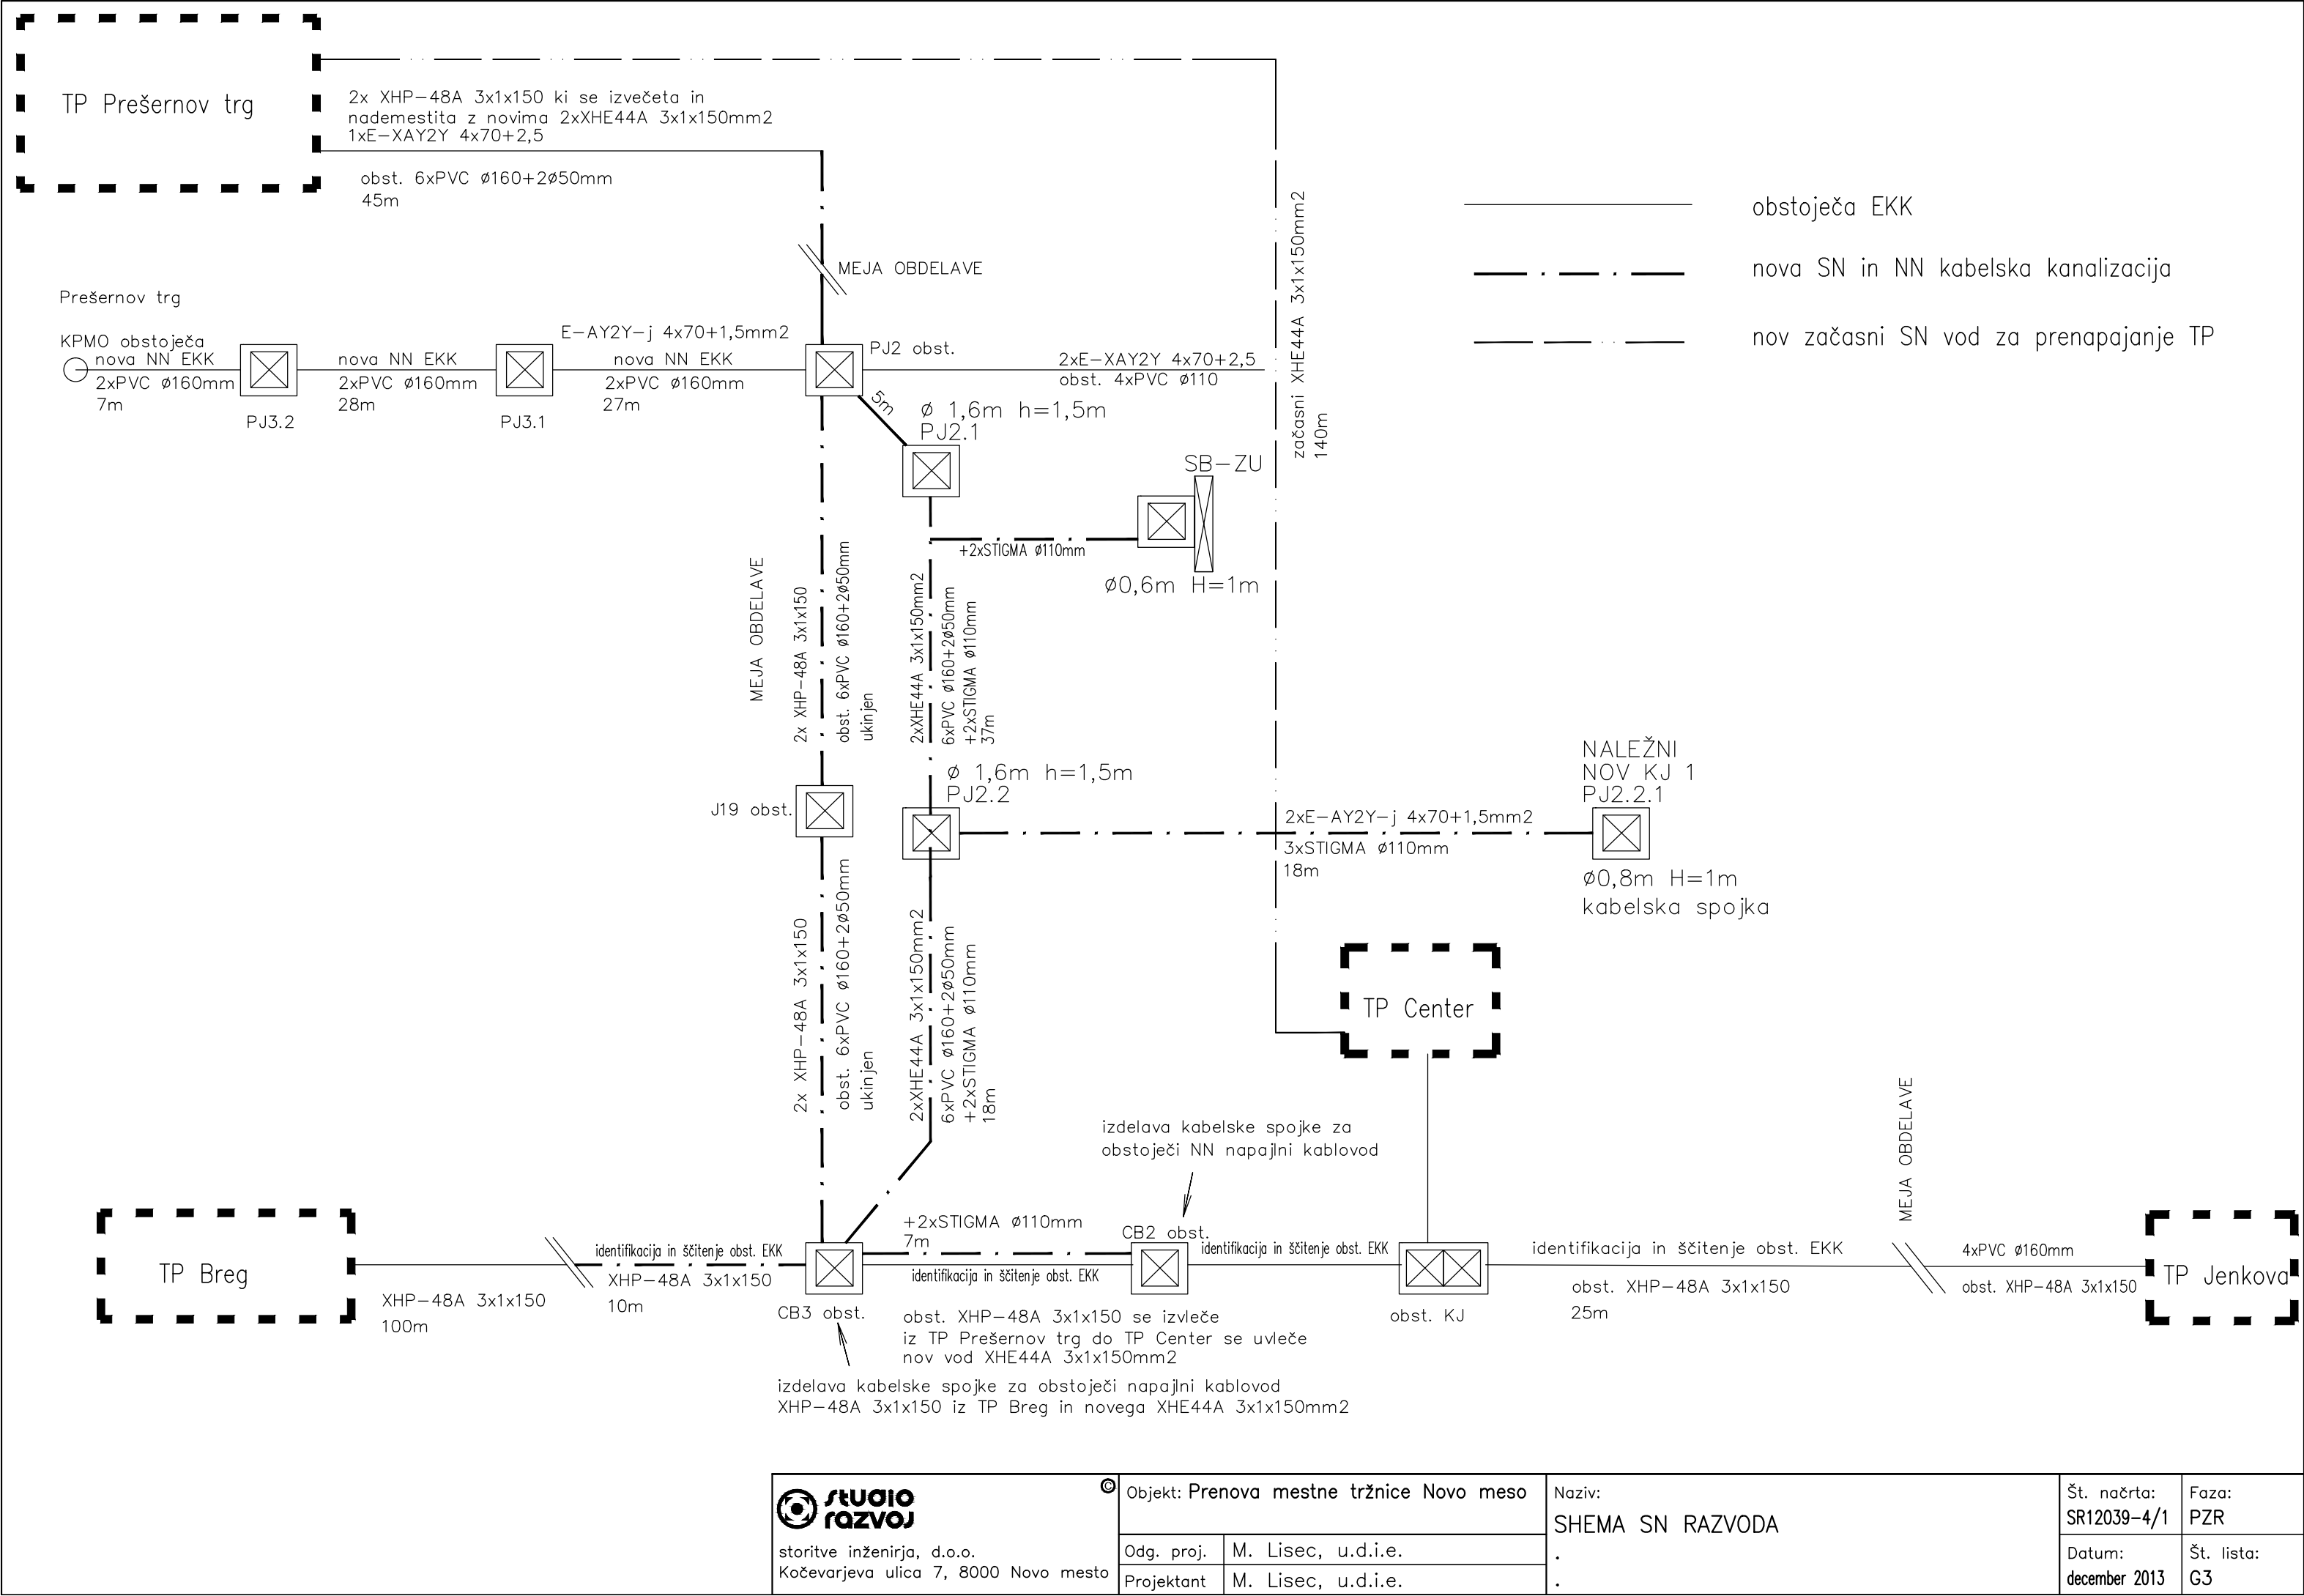 TP Prešernov trg
2x XHP-48A 3x1x150 ki se izvečeta in
nademestita z novima 2xXHE44A 3x1x150mm2
1xE-XAY2Y 4x70+2,5
obst. 6xPVC ø160+2ø50mm
45m
MEJA OBDELAVE
začasni XHE44A 3x1x150mm2
140m
obstoječa EKK
nova SN in NN kabelska kanalizacija
nov začasni SN vod za prenapajanje TP
Prešernov trg
KPMO obstoječa
nova NN EKK
2xPVC ø160mm
7m
PJ3.2
nova NN EKK
2xPVC ø160mm
28m
PJ3.1
E-AY2Y-j 4x70+1,5mm2
nova NN EKK
2xPVC ø160mm
27m
PJ2 obst.
2xE-XAY2Y 4x70+2,5
obst. 4xPVC ø110
5m
ø 1,6m h=1,5m
PJ2.1
SB-ZU
+2xSTIGMA ø110mm
ø0,6m H=1m
MEJA OBDELAVE
2x XHP-48A 3x1x150
obst. 6xPVC ø160+2ø50mm
ukinjen
2xXHE44A 3x1x150mm2
6xPVC ø160+2ø50mm
+2xSTIGMA ø110mm
37m
J19 obst.
ø 1,6m h=1,5m
PJ2.2
2xE-AY2Y-j 4x70+1,5mm2
3xSTIGMA ø110mm
18m
NALEŽNI
NOV KJ 1
PJ2.2.1
ø0,8m H=1m
kabelska spojka
2x XHP-48A 3x1x150
obst. 6xPVC ø160+2ø50mm
ukinjen
2xXHE44A 3x1x150mm2
6xPVC ø160+2ø50mm
+2xSTIGMA ø110mm
18m
TP Center
MEJA OBDELAVE
izdelava kabelske spojke za
obstoječi NN napajlni kablovod
TP Breg
XHP-48A 3x1x150
100m
identifikacija in ščitenje obst. EKK
XHP-48A 3x1x150
10m
CB3 obst.
+2xSTIGMA ø110mm
7m
identifikacija in ščitenje obst. EKK
CB2 obst.
identifikacija in ščitenje obst. EKK
obst. KJ
identifikacija in ščitenje obst. EKK
obst. XHP-48A 3x1x150
25m
4xPVC ø160mm
obst. XHP-48A 3x1x150
TP Jenkova
obst. XHP-48A 3x1x150 se izvleče
iz TP Prešernov trg do TP Center se uvleče
nov vod XHE44A 3x1x150mm2
izdelava kabelske spojke za obstoječi napajlni kablovod
XHP-48A 3x1x150 iz TP Breg in novega XHE44A 3x1x150mm2
studio
razvoj
©
storitve inženirja, d.o.o.
Kočevarjeva ulica 7, 8000 Novo mesto
Objekt: Prenova mestne tržnice Novo meso
Odg. proj. M. Lisec, u.d.i.e.
Projektant M. Lisec, u.d.i.e.
Naziv:
SHEMA SN RAZVODA
.
.
Št. načrta:
SR12039-4/1
Faza:
PZR
Datum:
december 2013
Št. lista:
G3